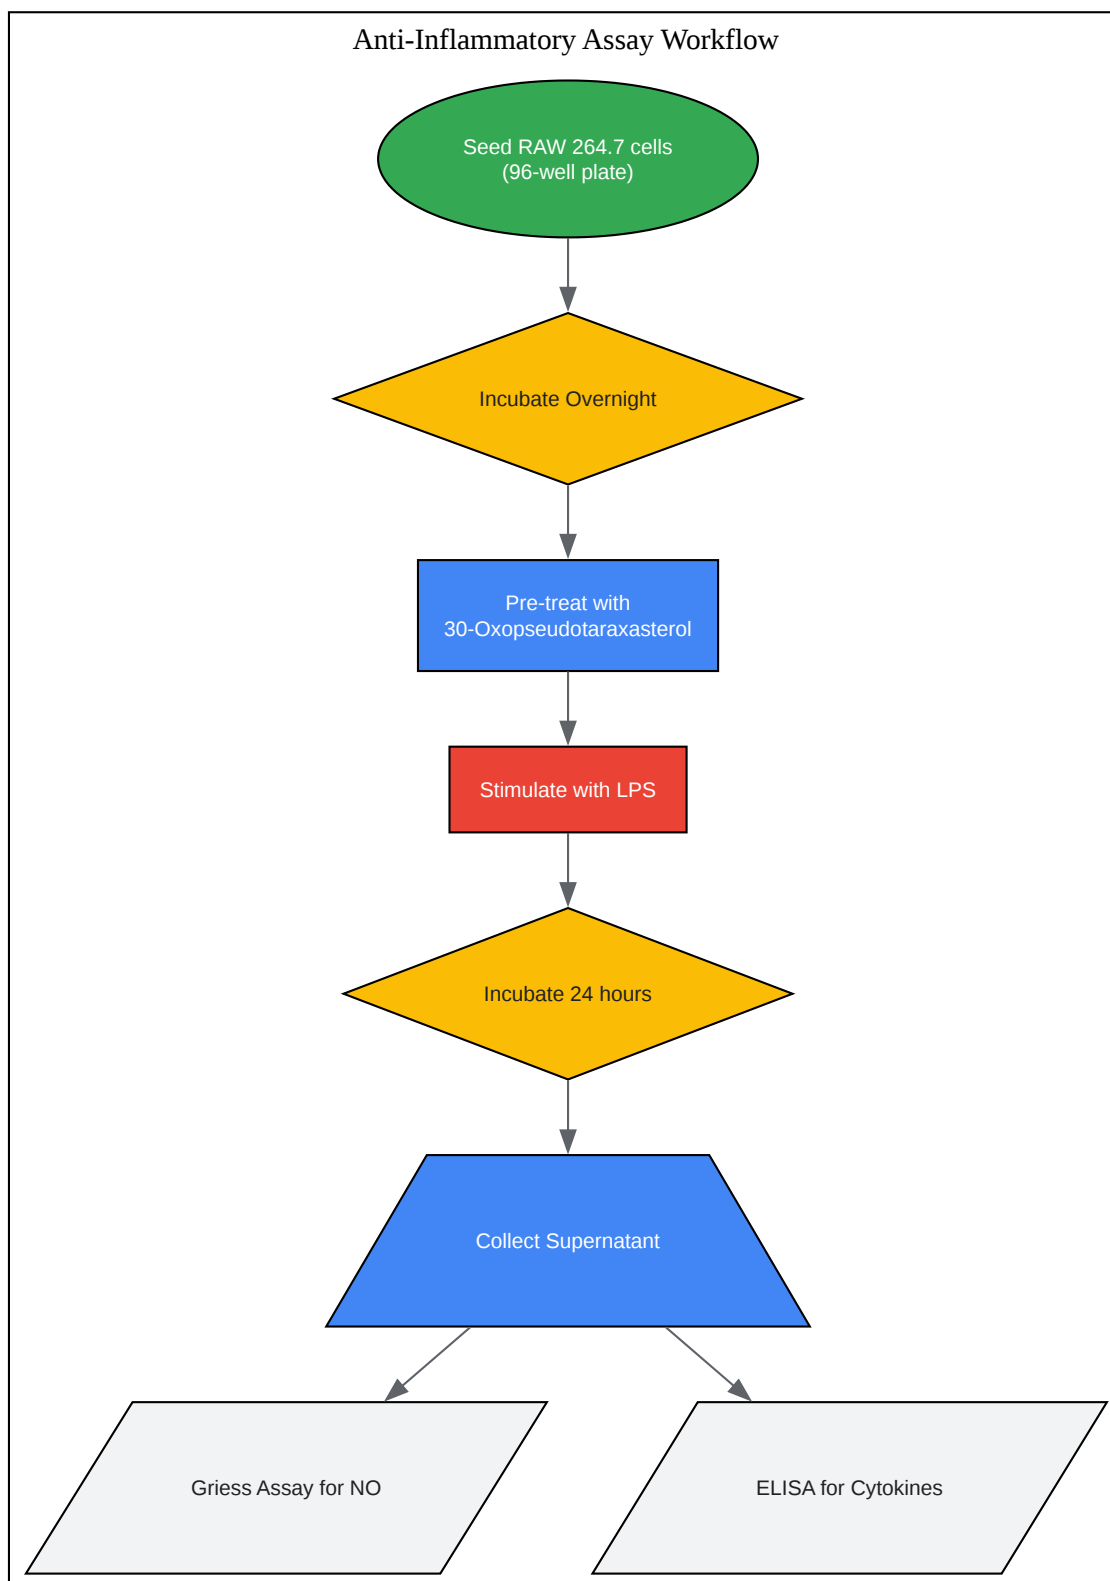 Anti-Inflammatory Assay Workflow
Seed RAW 264.7 cells
(96-well plate)
Incubate Overnight
Pre-treat with
30-Oxopseudotaraxasterol
Stimulate with LPS
Incubate 24 hours
Collect Supernatant
Griess Assay for NO
ELISA for Cytokines